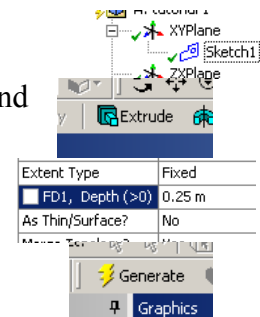 XYPlane
Sketch1
ZXPlane
nd
Extrude
Extent Type Fixed
FD1, Depth (>0) 0.25 m
As Thin/Surface? No
Generate
Graphics